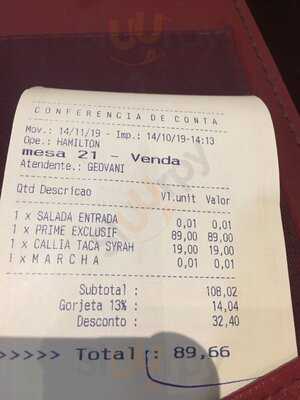 CONFERENCIA DE CONTA
Mov.: 14/11/19 - Imp.: 14/10/19-14:13
Ope.: HAMILTON
mesa 21 - Venda
Atendente.: GEOVANI
Qtd Descricao Vl.unit Valor
1 x SALADA ENTRADA 0,01 0,01
1 x PRIME EXCLUSIF 89,00 89,00
1 x CALLIA TACA SYRAH 19,00 19,00
1 x M A R C H A 0,01 0,01
Subtotal : 108,02
Gorjeta 13% : 14,04
Desconto : 32,40
>>>>> Total : 89,66